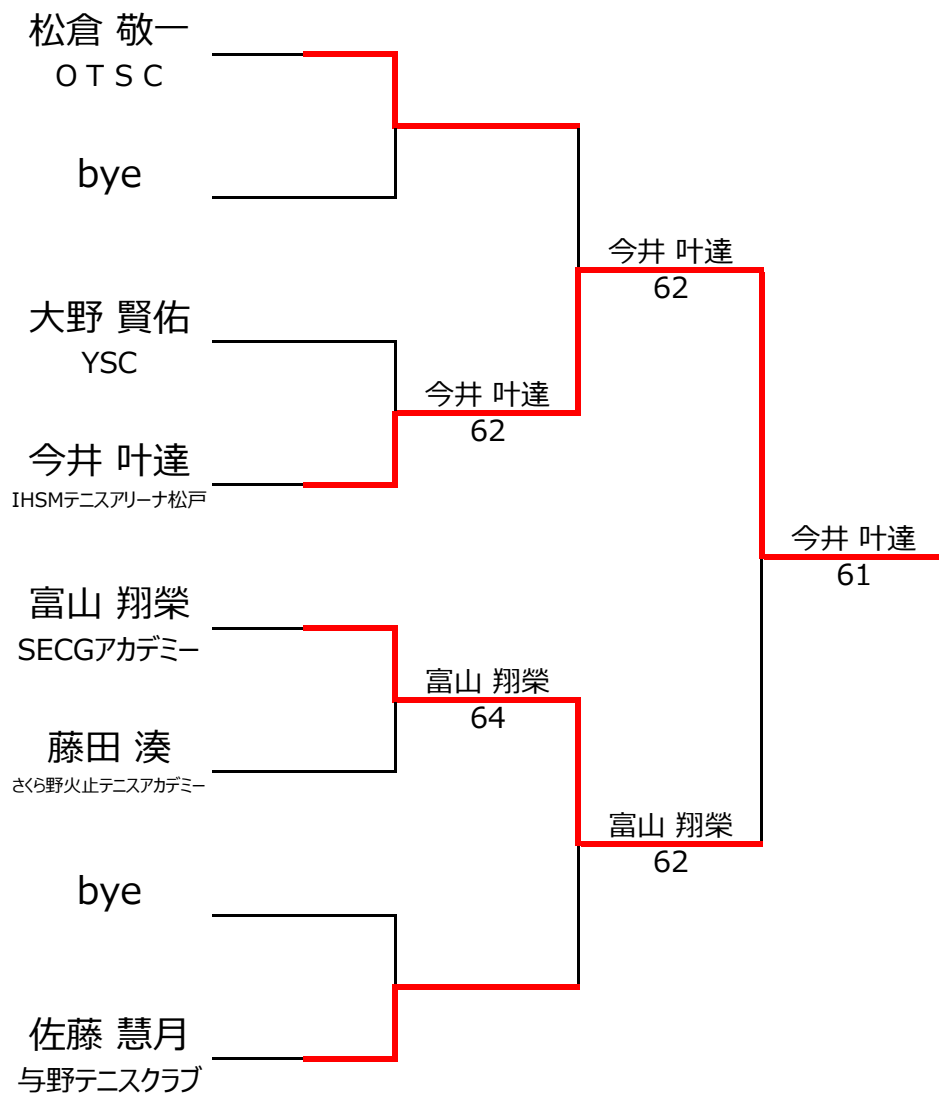 松倉 敬一
ＯＴＳＣ
bye
大野 賢佑
YSC
今井 叶達
IHSMテニスアリーナ松戸
富山 翔榮
SECGアカデミー
藤田 湊
さくら野火止テニスアカデミー
bye
佐藤 慧月
与野テニスクラブ
今井 叶達
62
富山 翔榮
64
今井 叶達
62
富山 翔榮
62
今井 叶達
61